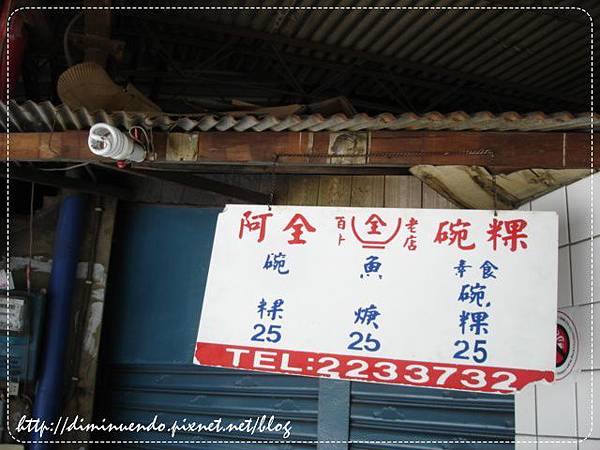 阿全 百年 全 老店 碗粿
碗粿 25
魚焿 25
素食碗粿 25
TEL:2233732
http://diminuendo.pixnet.net/blog